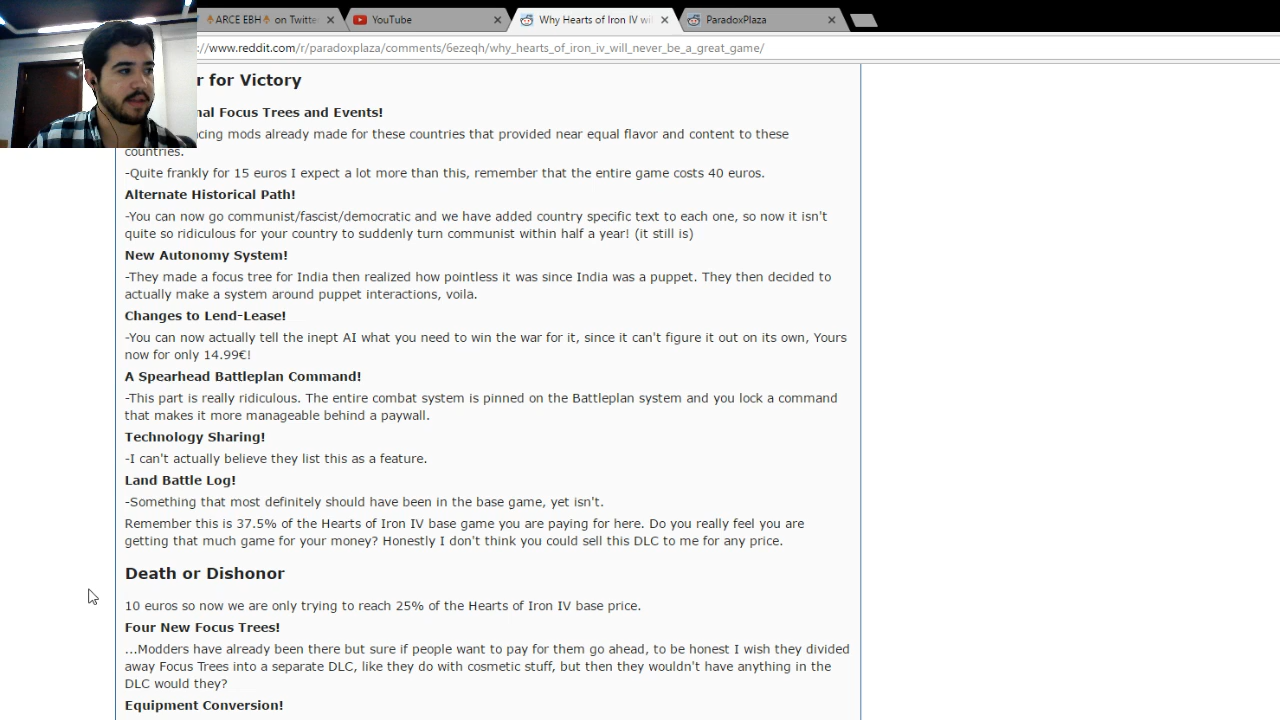 ARCE EBH on Twitte
YouTube
Why Hearts of Iron IV wi
ParadoxPlaza
://www.reddit.com/r/paradoxplaza/comments/6ezeqh/why_hearts_of_iron_iv_will_never_be_a_great_game/
r for Victory
nal Focus Trees and Events!
cing mods already made for these countries that provided near equal flavor and content to these
countries.
-Quite frankly for 15 euros I expect a lot more than this, remember that the entire game costs 40 euros.
Alternate Historical Path!
-You can now go communist/fascist/democratic and we have added country specific text to each one, so now it isn't
quite so ridiculous for your country to suddenly turn communist within half a year! (it still is)
New Autonomy System!
-They made a focus tree for India then realized how pointless it was since India was a puppet. They then decided to
actually make a system around puppet interactions, voila.
Changes to Lend-Lease!
-You can now actually tell the inept AI what you need to win the war for it, since it can't figure it out on its own, Yours
now for only 14.99€!
A Spearhead Battleplan Command!
-This part is really ridiculous. The entire combat system is pinned on the Battleplan system and you lock a command
that makes it more manageable behind a paywall.
Technology Sharing!
-I can't actually believe they list this as a feature.
Land Battle Log!
-Something that most definitely should have been in the base game, yet isn't.
Remember this is 37.5% of the Hearts of Iron IV base game you are paying for here. Do you really feel you are
getting that much game for your money? Honestly I don't think you could sell this DLC to me for any price.
Death or Dishonor
10 euros so now we are only trying to reach 25% of the Hearts of Iron IV base price.
Four New Focus Trees!
...Modders have already been there but sure if people want to pay for them go ahead, to be honest I wish they divided
away Focus Trees into a separate DLC, like they do with cosmetic stuff, but then they wouldn't have anything in the
DLC would they?
Equipment Conversion!